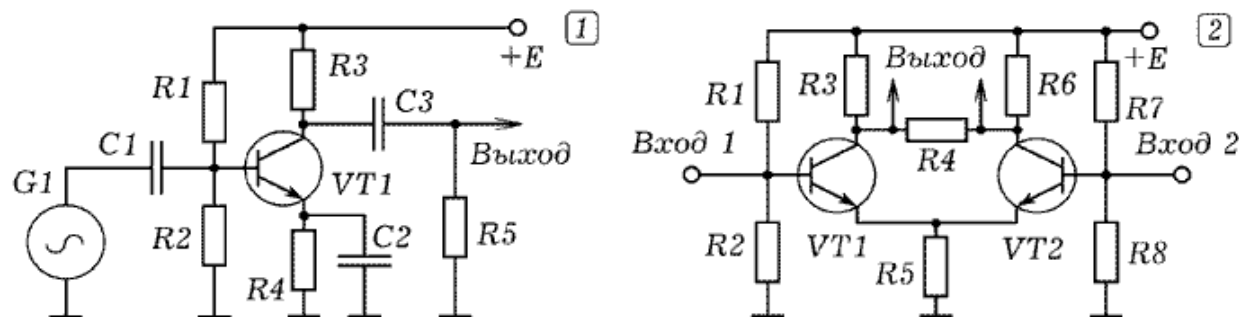 1
+E
R3
R1
C3
C1
Выход
G1
VT1
R2
C2
R5
R4
2
+E
Выход
R1
R3
R6
R7
Вход 1
R4
Вход 2
R2
VT1
R5
VT2
R8